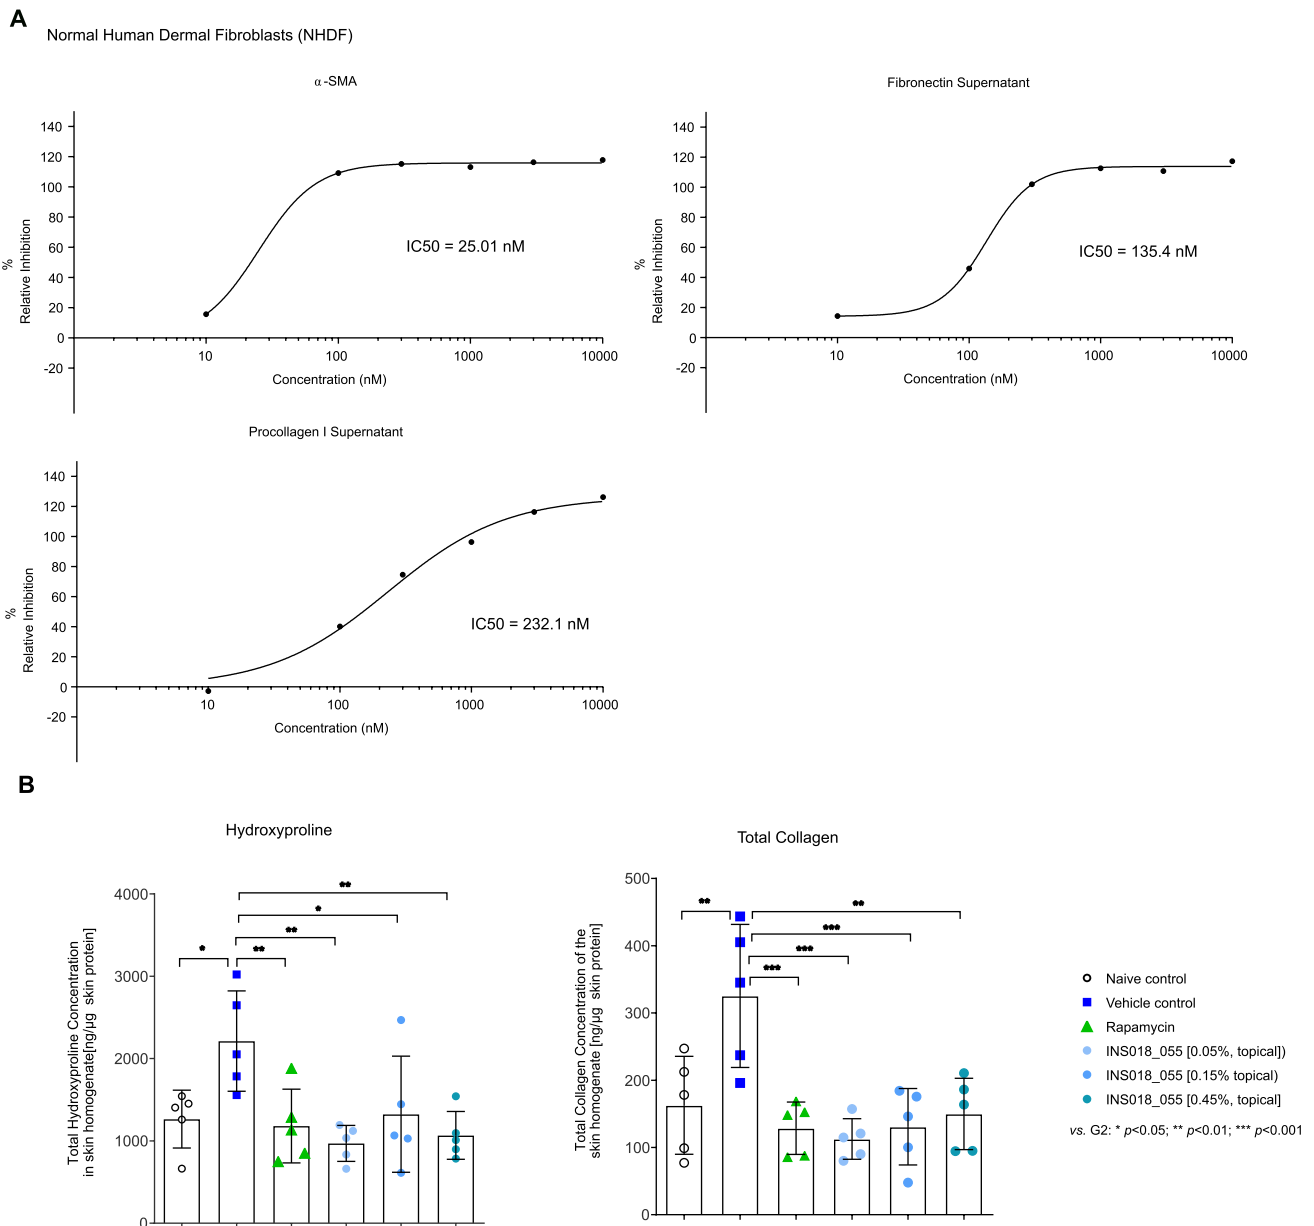 A
Normal Human Dermal Fibroblasts (NHDF)
α-SMA
140
120
100
80
60
40
20
0
-20
%
Relative Inhibition
IC50 = 25.01 nM
10
100
1000
10000
Concentration (nM)
Fibronectin Supernatant
140
120
100
80
60
40
20
0
-20
%
Relative Inhibition
IC50 = 135.4 nM
10
100
1000
10000
Concentration (nM)
Procollagen I Supernatant
140
120
100
80
60
40
20
0
-20
%
Relative Inhibition
IC50 = 232.1 nM
10
100
1000
10000
Concentration (nM)
B
Hydroxyproline
4000
3000
2000
1000
0
Total Hydroxyproline Concentration
in skin homogenate[ng/µg skin protein]
**
*
**
*
**
Total Collagen
500
400
300
200
100
0
Total Collagen Concentration of the
skin homogenate [ng/µg skin protein]
**
**
***
***
***
Naive control
Vehicle control
Rapamycin
INS018_055 [0.05%, topical])
INS018_055 [0.15% topical)
INS018_055 [0.45%, topical]
vs. G2: * p<0.05; ** p<0.01; *** p<0.001